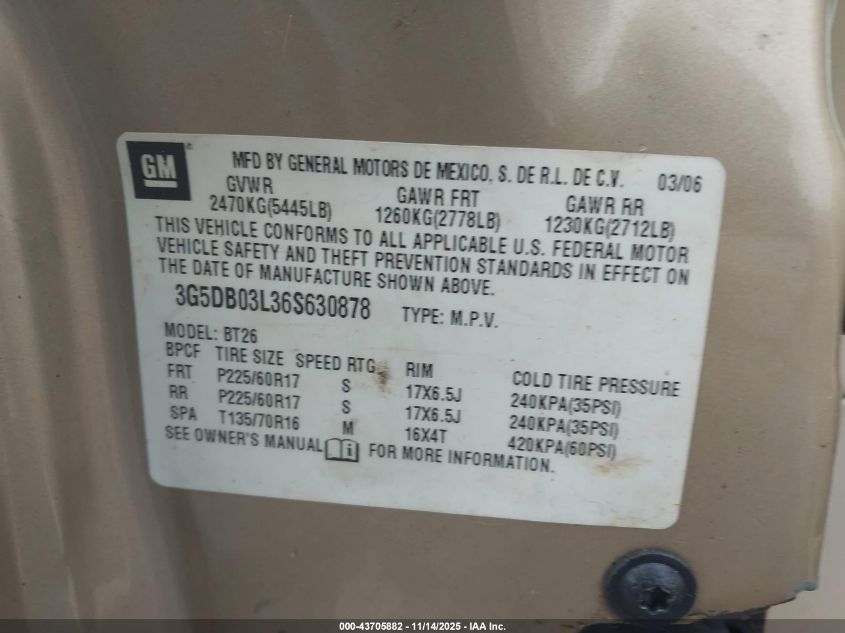 GM
MFD BY GENERAL MOTORS DE MEXICO, S. DE R.L. DE C.V. 03/06
GVWR GAWR FRT GAWR RR
2470KG(5445LB) 1260KG(2778LB) 1230KG(2712LB)
THIS VEHICLE CONFORMS TO ALL APPLICABLE U.S. FEDERAL MOTOR
VEHICLE SAFETY AND THEFT PREVENTION STANDARDS IN EFFECT ON
THE DATE OF MANUFACTURE SHOWN ABOVE.
3G5DB03L36S630878 TYPE: M.P.V.
MODEL: BT26
BPCF TIRE SIZE SPEED RTG RIM COLD TIRE PRESSURE
FRT P225/60R17 S 17X6.5J 240KPA(35PSI)
RR P225/60R17 S 17X6.5J 240KPA(35PSI)
SPA T135/70R16 M 16X4T 420KPA(60PSI)
SEE OWNER'S MANUAL i FOR MORE INFORMATION.
000-43705882 - 11/14/2025 - IAA Inc.